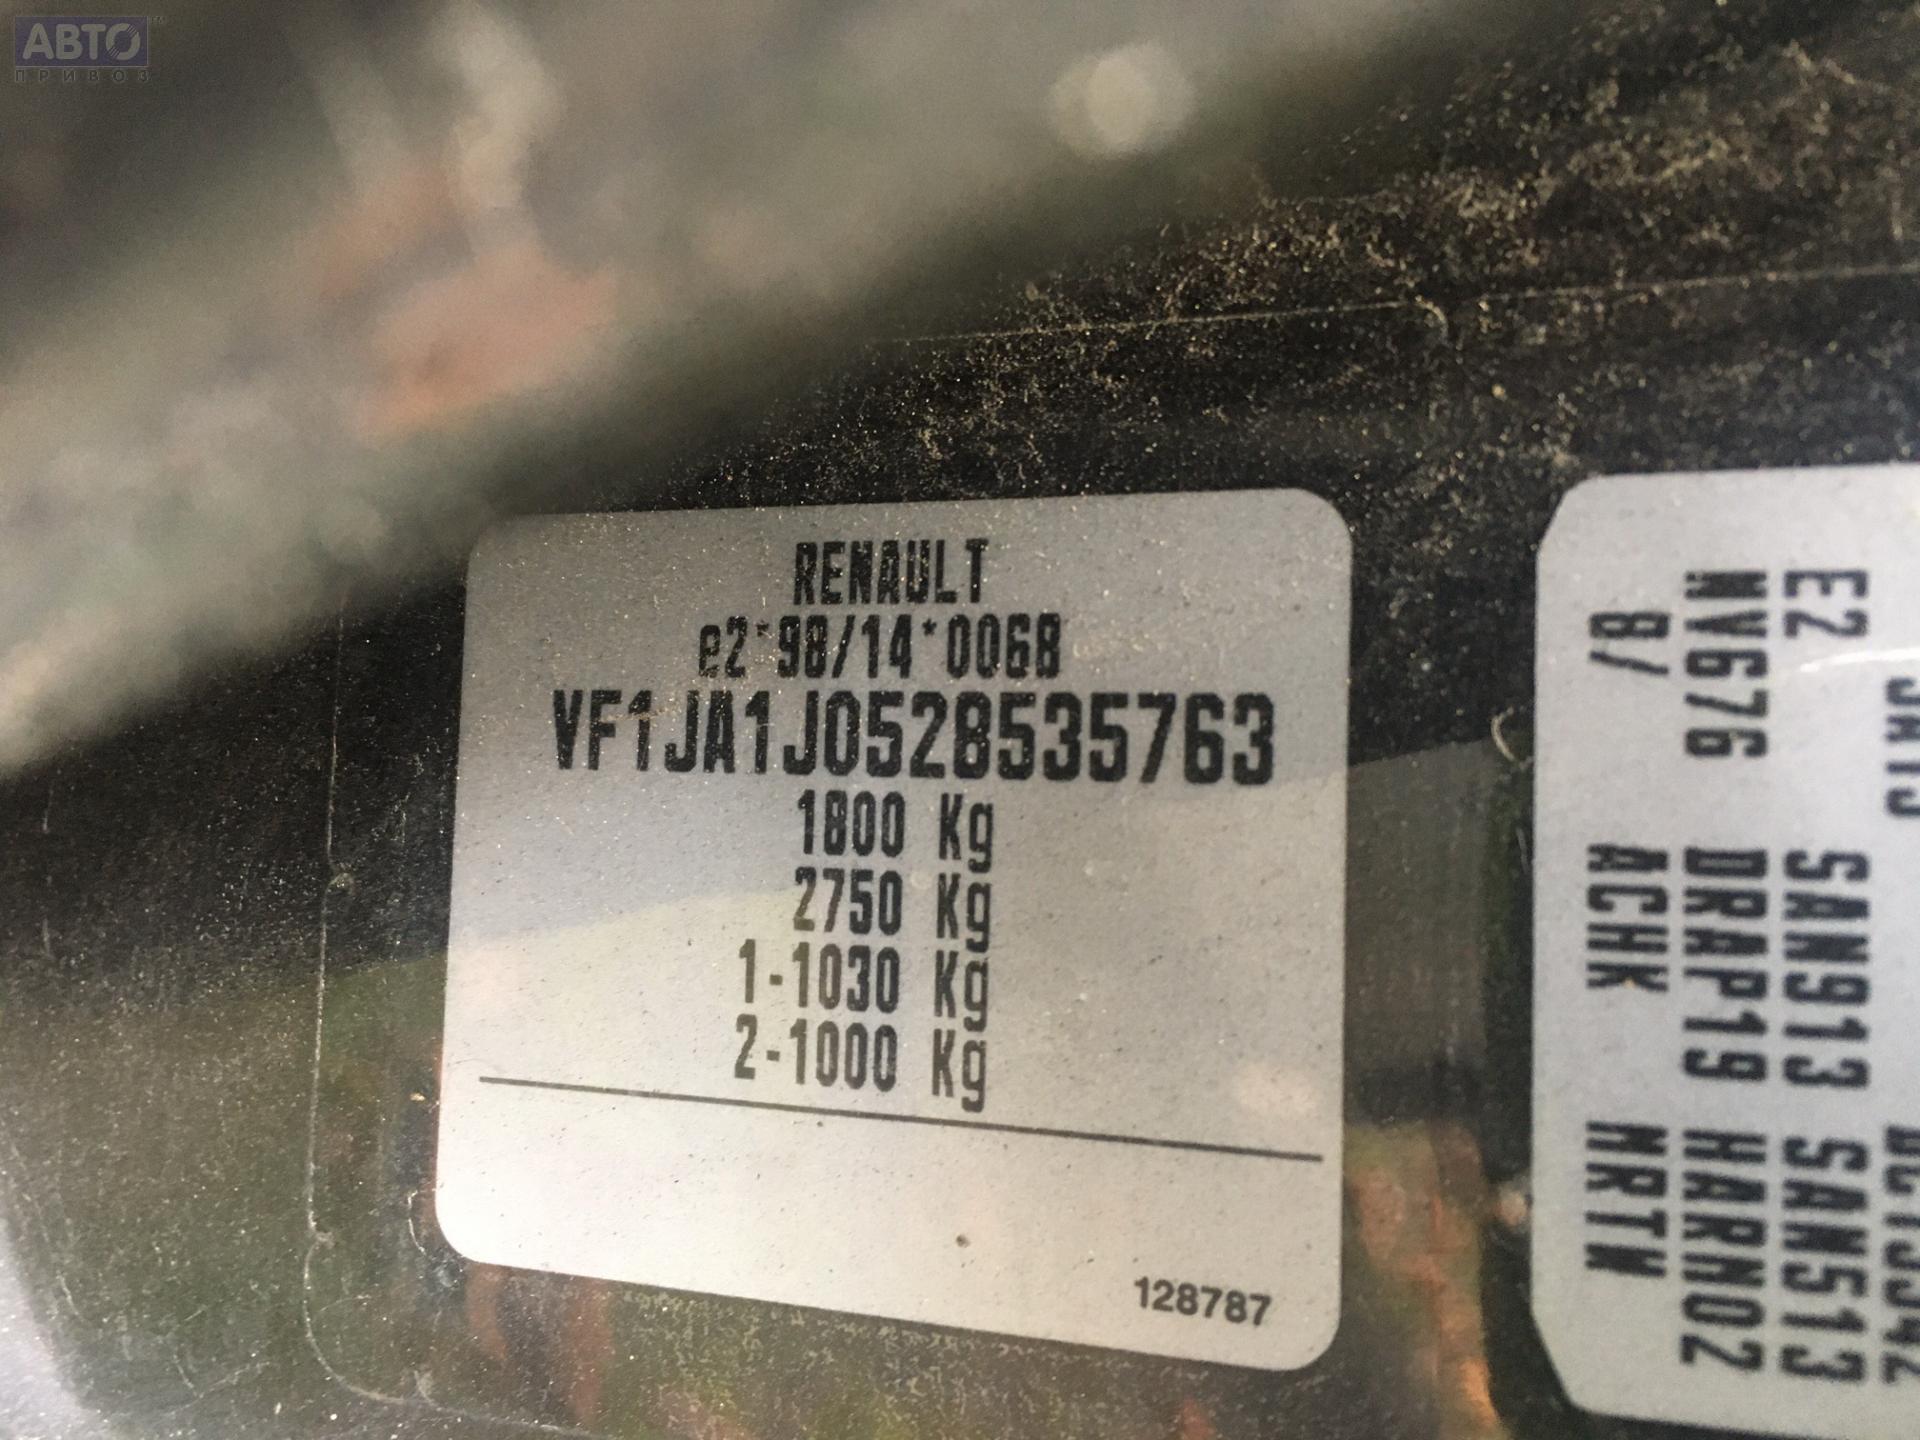 АВТО
ПРИВОЗ
RENAULT
e2*98/14*0068
VF1JA1J0528535763
1800 Kg
2750 Kg
1-1030 Kg
2-1000 Kg
128787
E2 SAN913 SAN513
NV676 DRAP19 HARN02
B/ ACHK MRTW